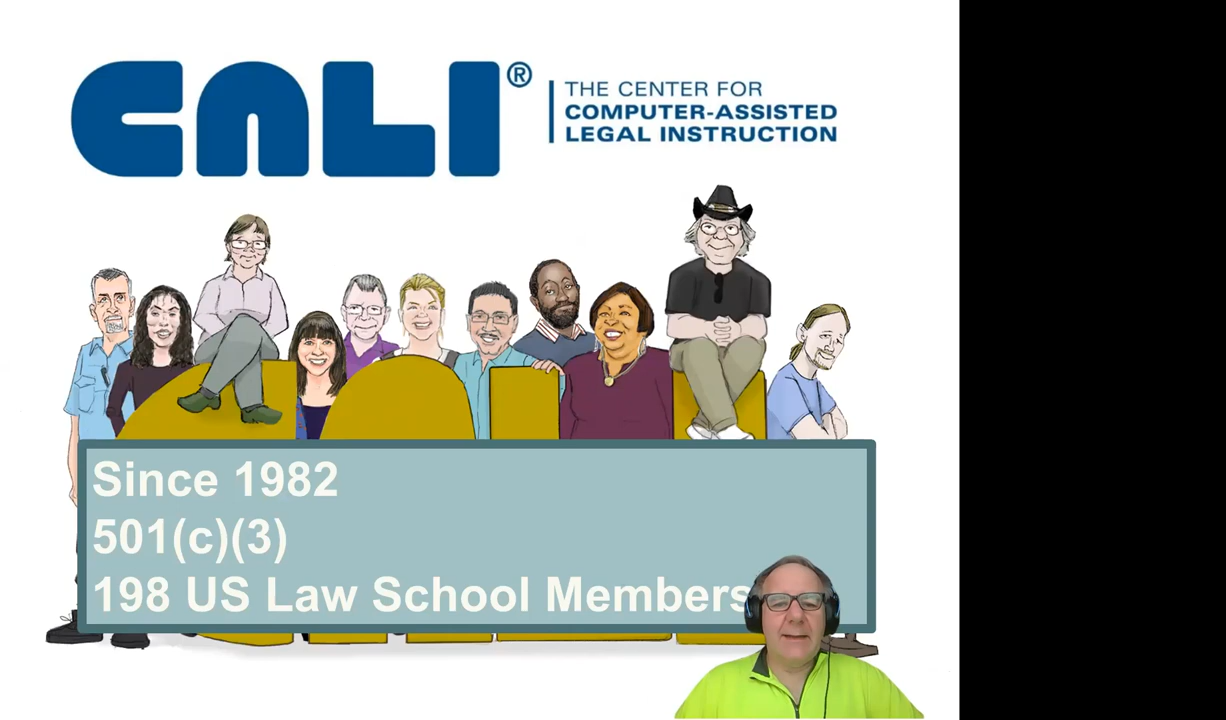 CALI®
THE CENTER FOR
COMPUTER-ASSISTED
LEGAL INSTRUCTION
Since 1982
501(c)(3)
198 US Law School Members